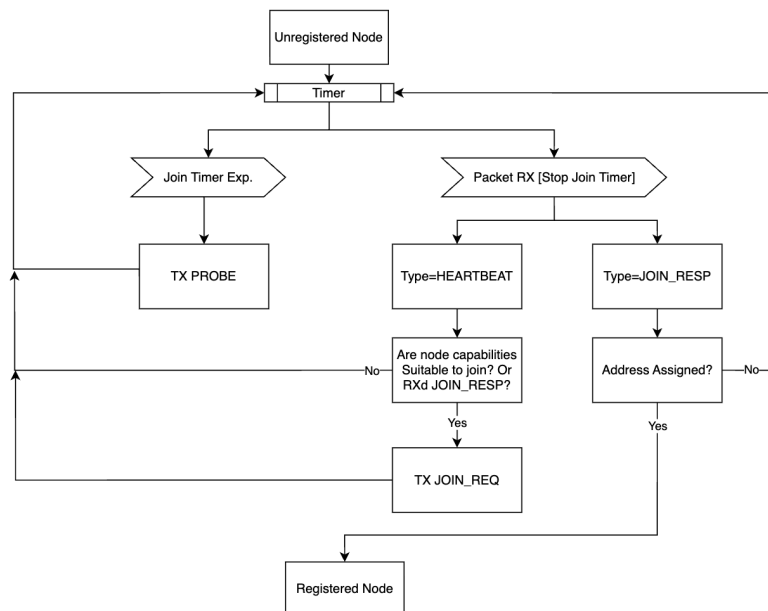 Unregistered Node
Timer
Join Timer Exp.
Packet RX [Stop Join Timer]
TX PROBE
Type=HEARTBEAT
Type=JOIN_RESP
Are node capabilities
Suitable to join? Or
RXd JOIN_RESP?
No
Address Assigned?
No
Yes
Yes
TX JOIN_REQ
Registered Node